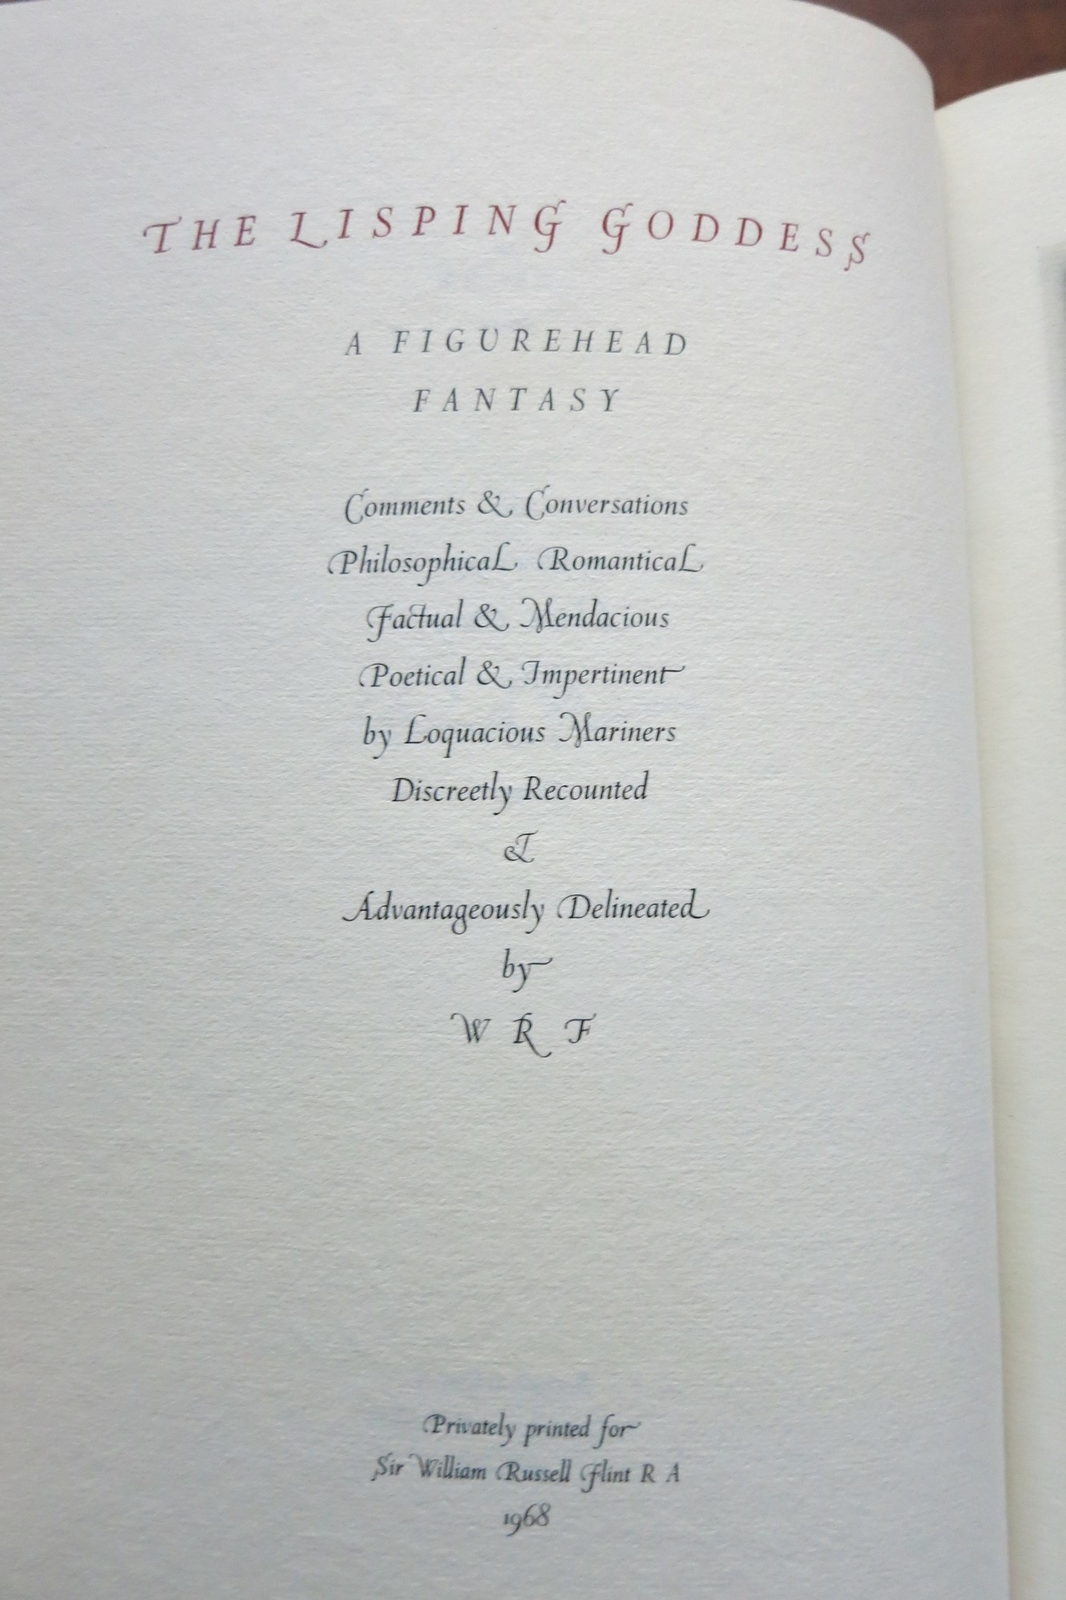 THE LISPING GODDESS
A FIGUREHEAD
FANTASY
Comments & Conversations
Philosophical Romantical
Factual & Mendacious
Poetical & Impertinent
by Loquacious Mariners
Discreetly Recounted
&
Advantageously Delineated
by
W R F
Privately printed for
Sir William Russell Flint R A
1968